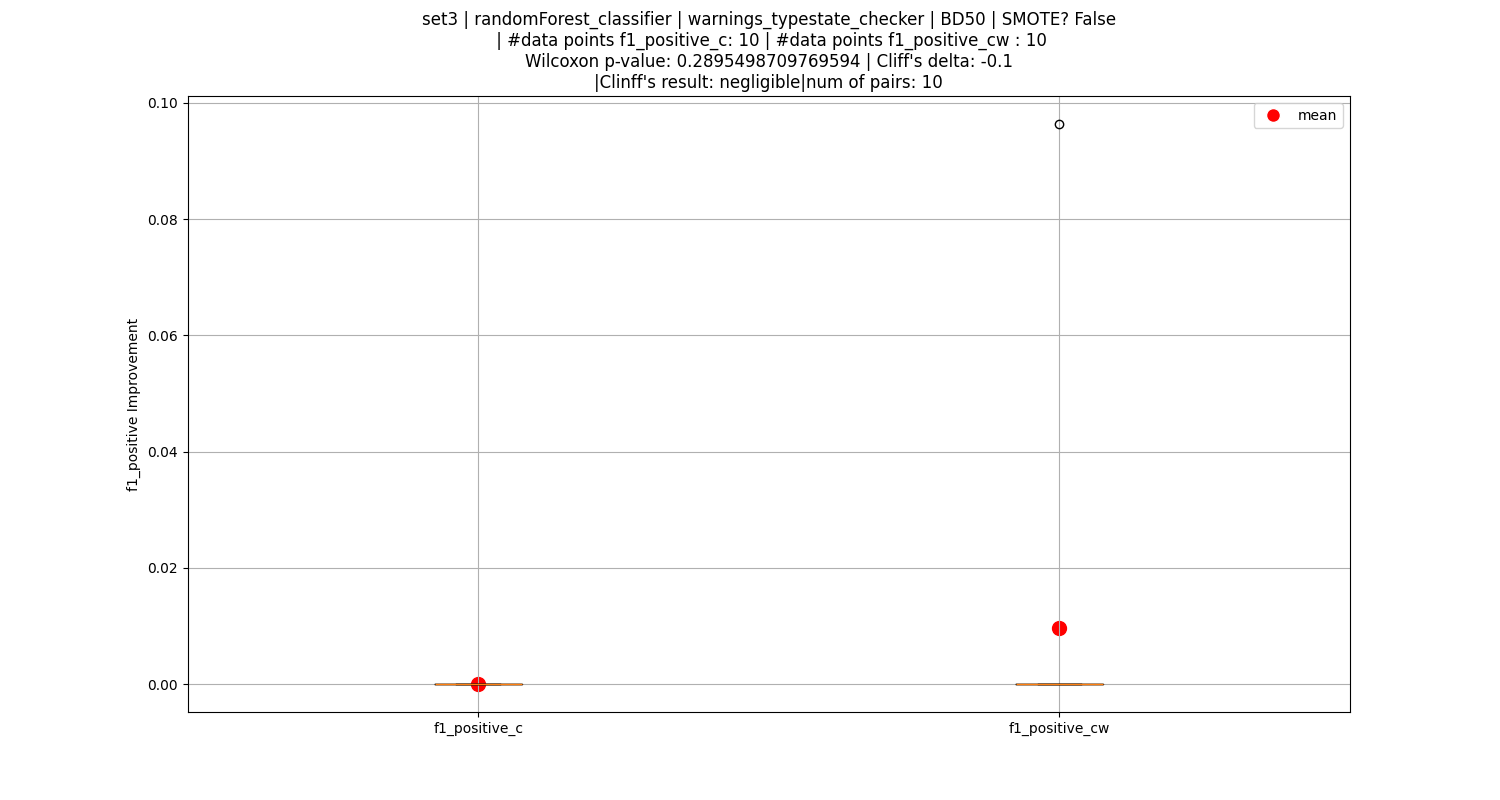 set3 | randomForest_classifier | warnings_typestate_checker | BD50 | SMOTE? False
| #data points f1_positive_c: 10 | #data points f1_positive_cw : 10
Wilcoxon p-value: 0.2895498709769594 | Cliff's delta: -0.1
|Clinff's result: negligible|num of pairs: 10
mean
0.10
0.08
0.06
0.04
0.02
0.00
f1_positive Improvement
f1_positive_c
f1_positive_cw